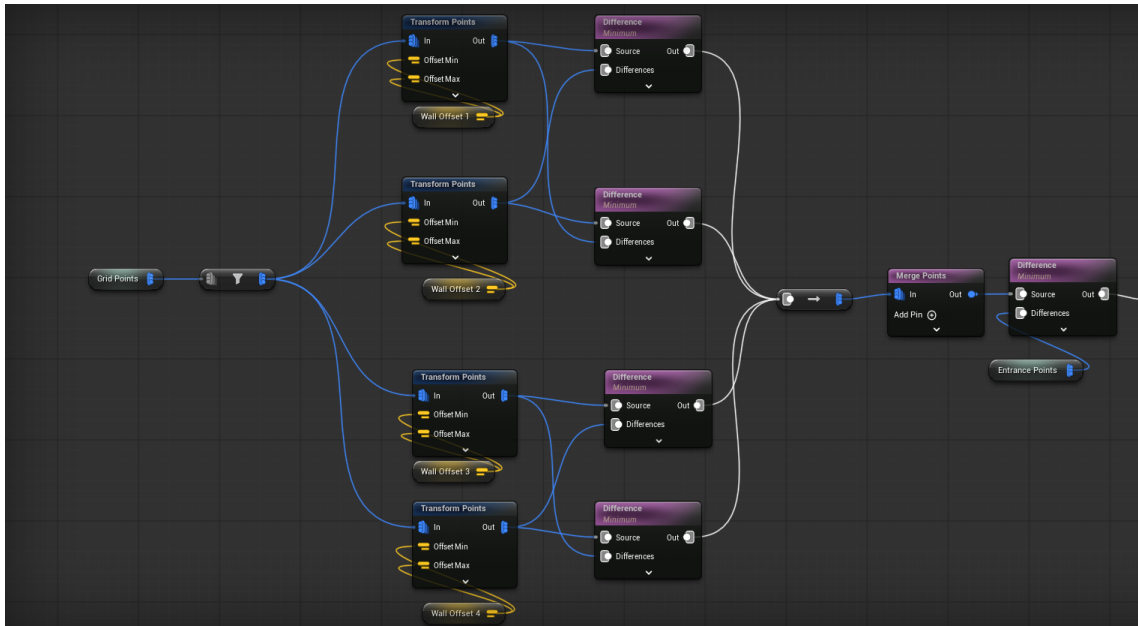 Transform Points
In Out
Offset Min
Offset Max
Wall Offset 1
Difference
Minimum
Source Out
Differences
Transform Points
In Out
Offset Min
Offset Max
Wall Offset 2
Difference
Minimum
Source Out
Differences
Grid Points
Merge Points
In Out
Add Pin
Difference
Minimum
Source Out
Differences
Entrance Points
Transform Points
In Out
Offset Min
Offset Max
Wall Offset 3
Difference
Minimum
Source Out
Differences
Transform Points
In Out
Offset Min
Offset Max
Wall Offset 4
Difference
Minimum
Source Out
Differences